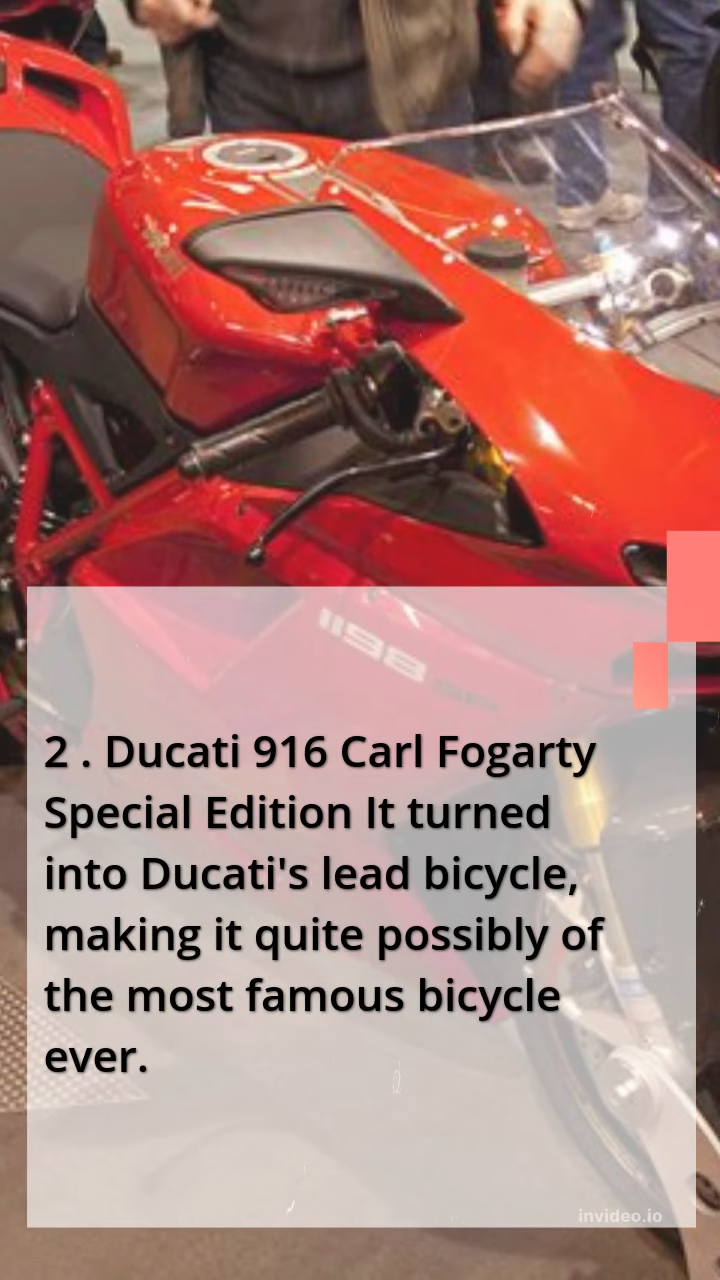 1198
2 . Ducati 916 Carl Fogarty
Special Edition It turned
into Ducati's lead bicycle,
making it quite possibly of
the most famous bicycle
ever.
invideo.io